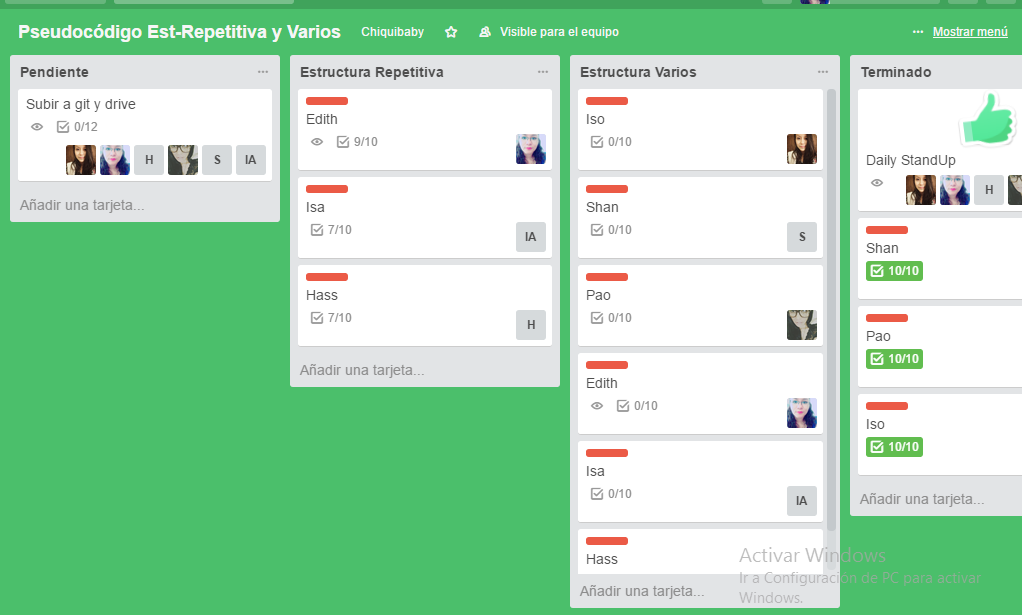 Pseudocódigo Est-Repetitiva y Varios
Chiquibaby
Visible para el equipo
... Mostrar menú
Pendiente
Subir a git y drive
0/12
H
S
IA
Añadir una tarjeta...
Estructura Repetitiva
Edith
9/10
Isa
7/10
IA
Hass
7/10
H
Añadir una tarjeta...
Estructura Varios
Iso
0/10
Shan
0/10
S
Pao
0/10
Edith
0/10
Isa
0/10
IA
Hass
Añadir una tarjeta...
Terminado
Daily StandUp
H
Shan
10/10
Pao
10/10
Iso
10/10
Añadir una tarjeta...
Activar Windows
Ir a Configuración de PC para activar
Windows.